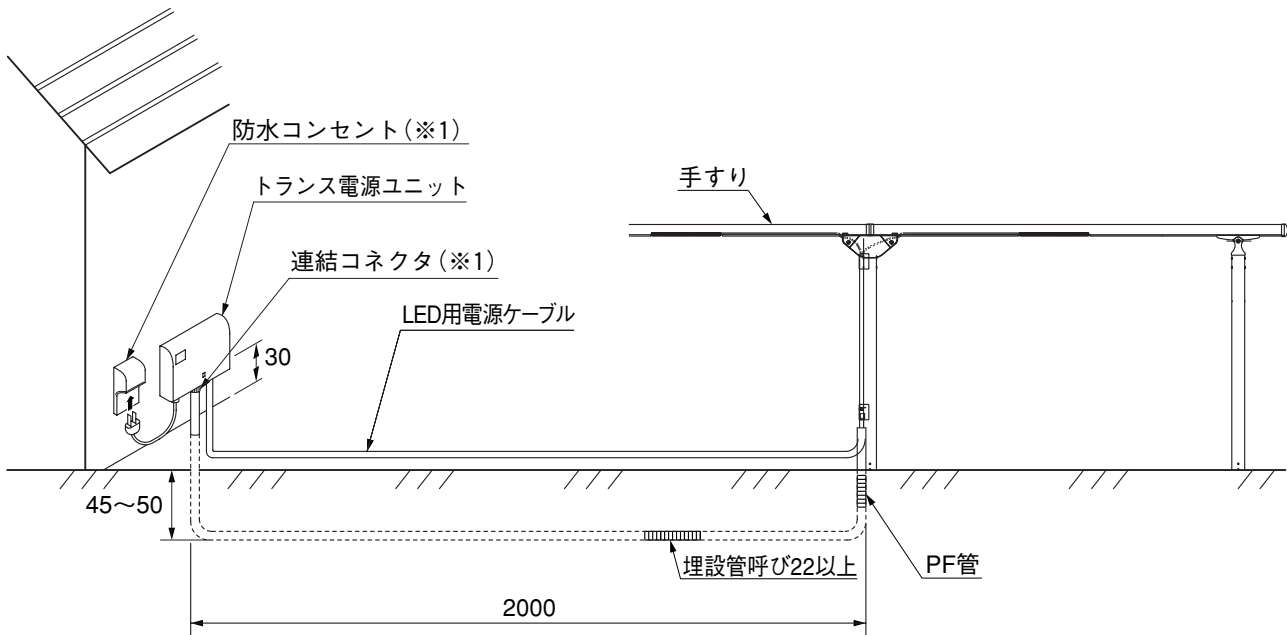 防水コンセント(※1)
トランス電源ユニット
手すり
連結コネクタ(※1)
LED用電源ケーブル
30
45～50
埋設管呼び22以上
PF管
2000